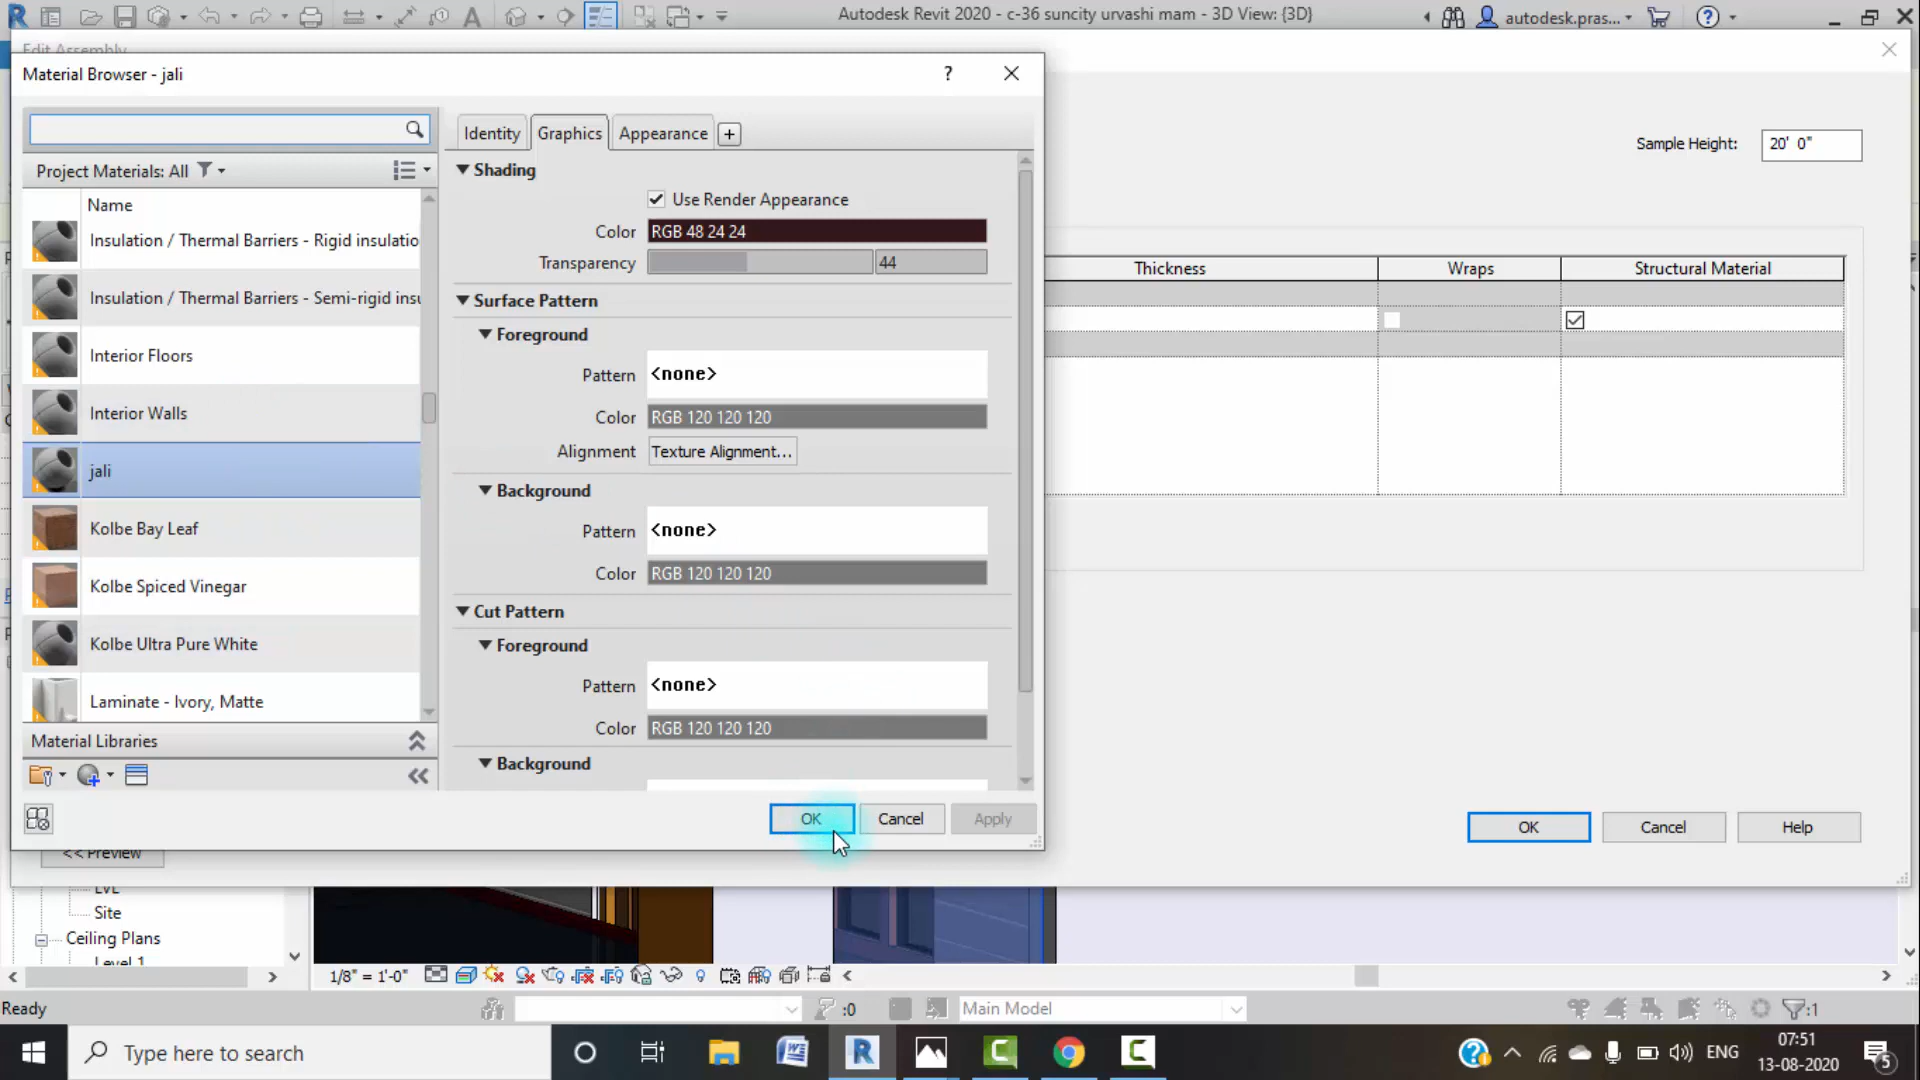 Autodesk Revit 2020 - c-36 suncity urvashi mam - 3D View: {3D}
autodesk.pras...
Edit Assembly
Material Browser - jali
?
Identity
Graphics
Appearance
+
Project Materials: All
Name
Insulation / Thermal Barriers - Rigid insulatio
Insulation / Thermal Barriers - Semi-rigid insu
Interior Floors
Interior Walls
jali
Kolbe Bay Leaf
Kolbe Spiced Vinegar
Kolbe Ultra Pure White
Laminate - Ivory, Matte
Material Libraries
Shading
Use Render Appearance
Color RGB 48 24 24
Transparency 44
Surface Pattern
Foreground
Pattern <none>
Color RGB 120 120 120
Alignment Texture Alignment...
Background
Pattern <none>
Color RGB 120 120 120
Cut Pattern
Foreground
Pattern <none>
Color RGB 120 120 120
Background
OK Cancel Apply
Sample Height: 20' 0"
Thickness Wraps Structural Material
OK Cancel Help
<< Preview
LVL
Site
Ceiling Plans
Level 1
1/8" = 1'-0"
Ready
:0
Main Model
:1
Type here to search
ENG
07:51
13-08-2020
5